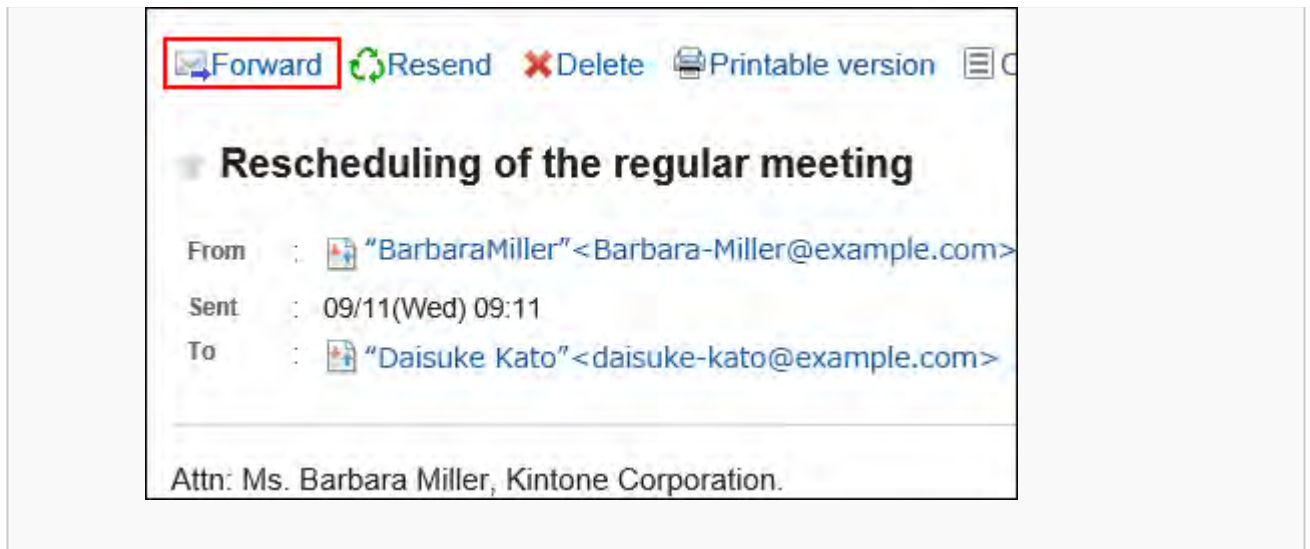 Forward Resend Delete Printable version
Rescheduling of the regular meeting
From : “BarbaraMiller”<Barbara-Miller@example.com>
Sent : 09/11(Wed) 09:11
To : “Daisuke Kato”<daisuke-kato@example.com>
Attn: Ms. Barbara Miller, Kintone Corporation.